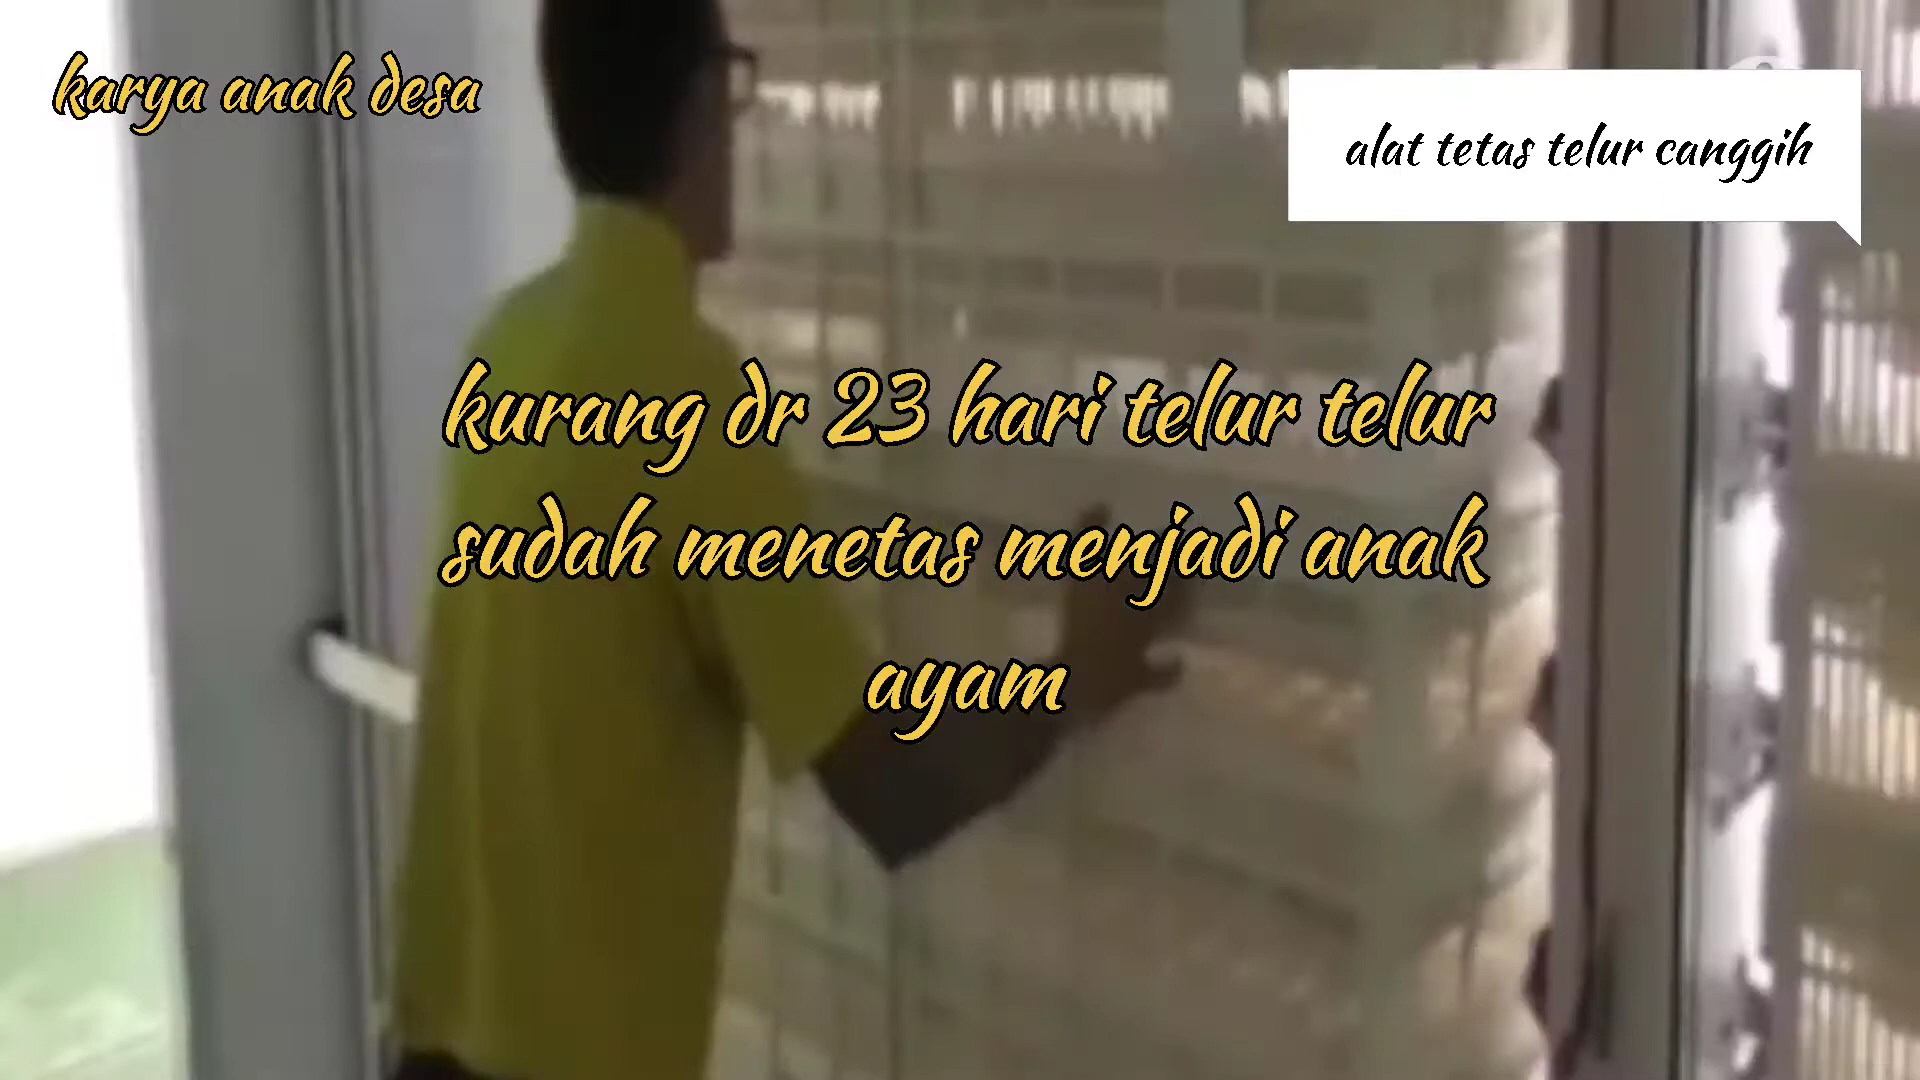 karya anak desa
alat tetas telur canggih
kurang dr 23 hari telur telur
sudah menetas menjadi anak
ayam